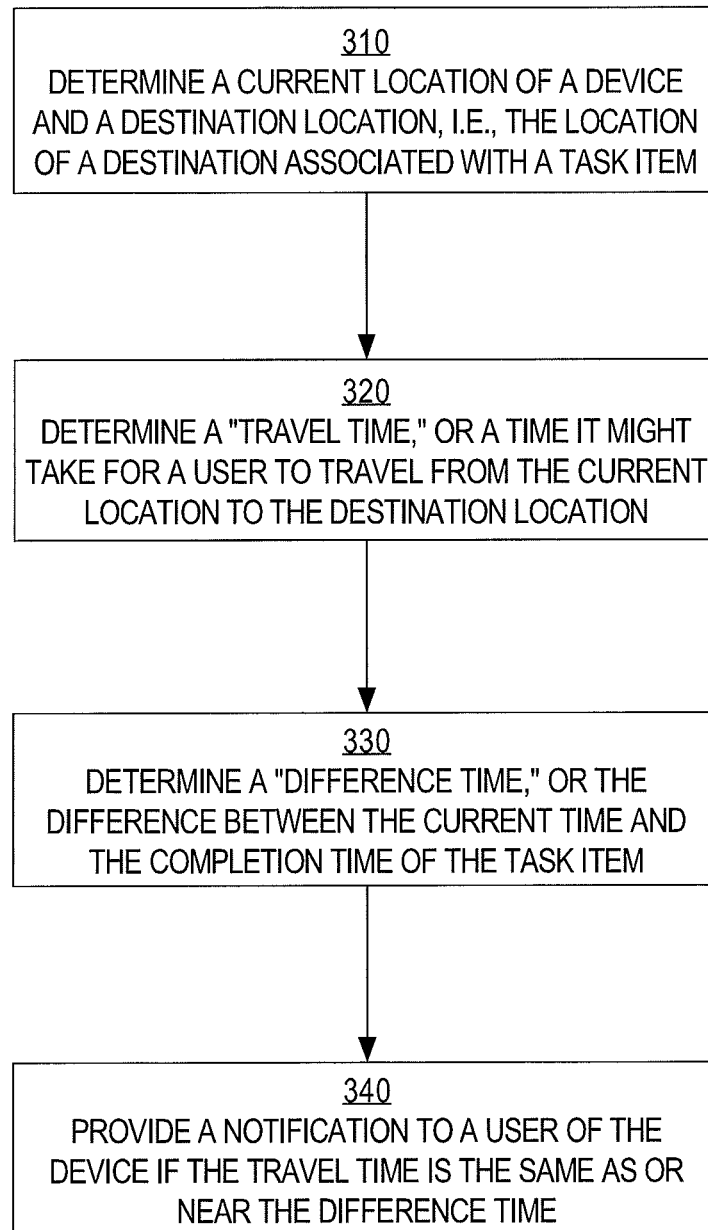 310
DETERMINE A CURRENT LOCATION OF A DEVICE
AND A DESTINATION LOCATION, I.E., THE LOCATION
OF A DESTINATION ASSOCIATED WITH A TASK ITEM
320
DETERMINE A "TRAVEL TIME," OR A TIME IT MIGHT
TAKE FOR A USER TO TRAVEL FROM THE CURRENT
LOCATION TO THE DESTINATION LOCATION
330
DETERMINE A "DIFFERENCE TIME," OR THE
DIFFERENCE BETWEEN THE CURRENT TIME AND
THE COMPLETION TIME OF THE TASK ITEM
340
PROVIDE A NOTIFICATION TO A USER OF THE
DEVICE IF THE TRAVEL TIME IS THE SAME AS OR
NEAR THE DIFFERENCE TIME